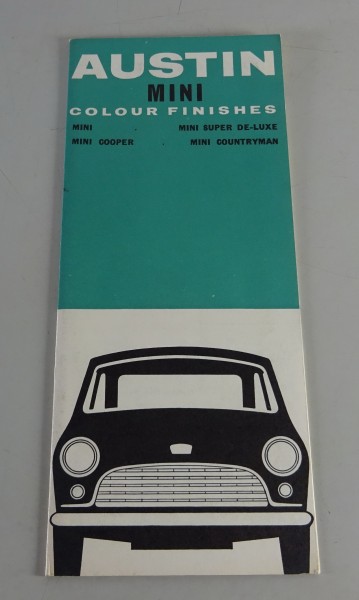 AUSTIN
MINI
COLOUR FINISHES
MINI MINI SUPER DE-LUXE
MINI COOPER MINI COUNTRYMAN